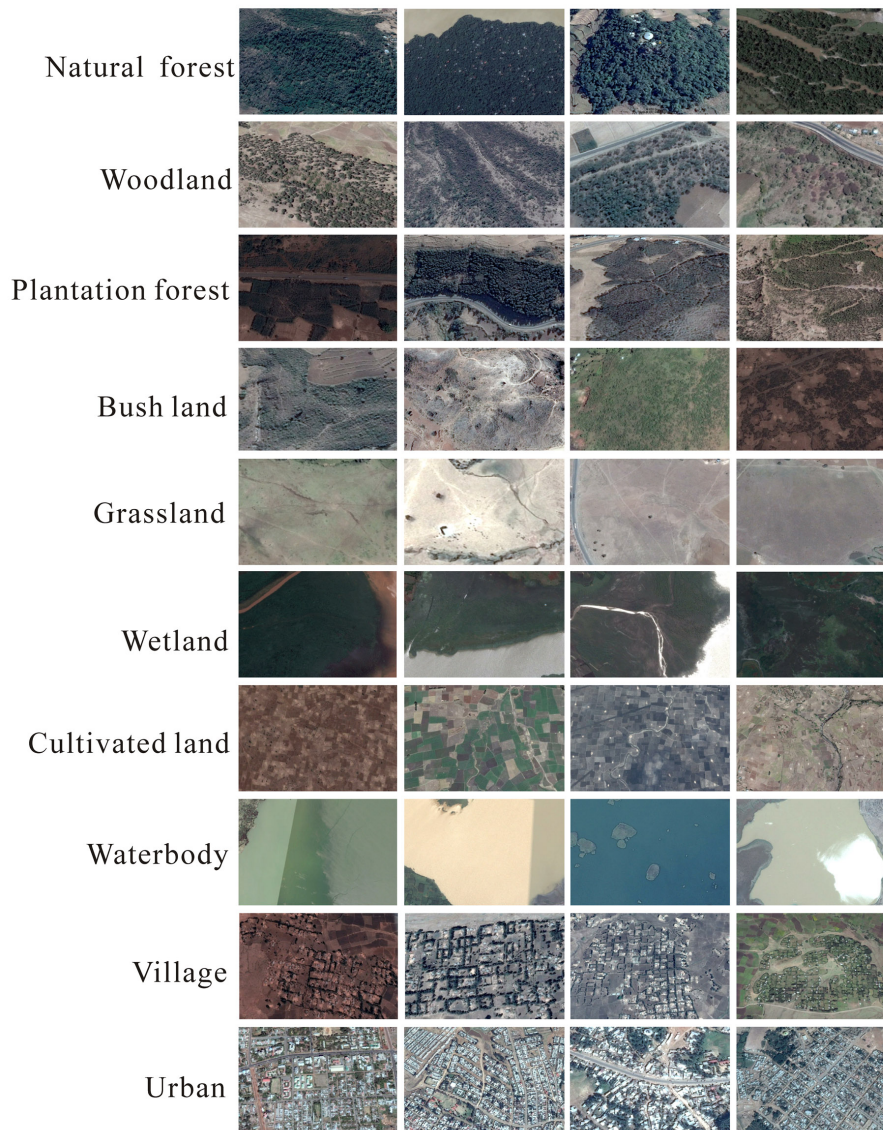 Natural forest
Woodland
Plantation forest
Bush land
Grassland
Wetland
Cultivated land
Waterbody
Village
Urban